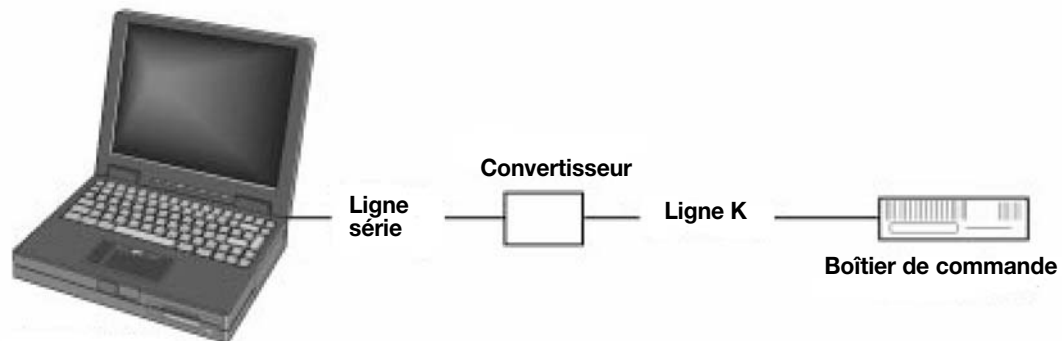 Convertisseur
Ligne
série
Ligne K
Boîtier de commande